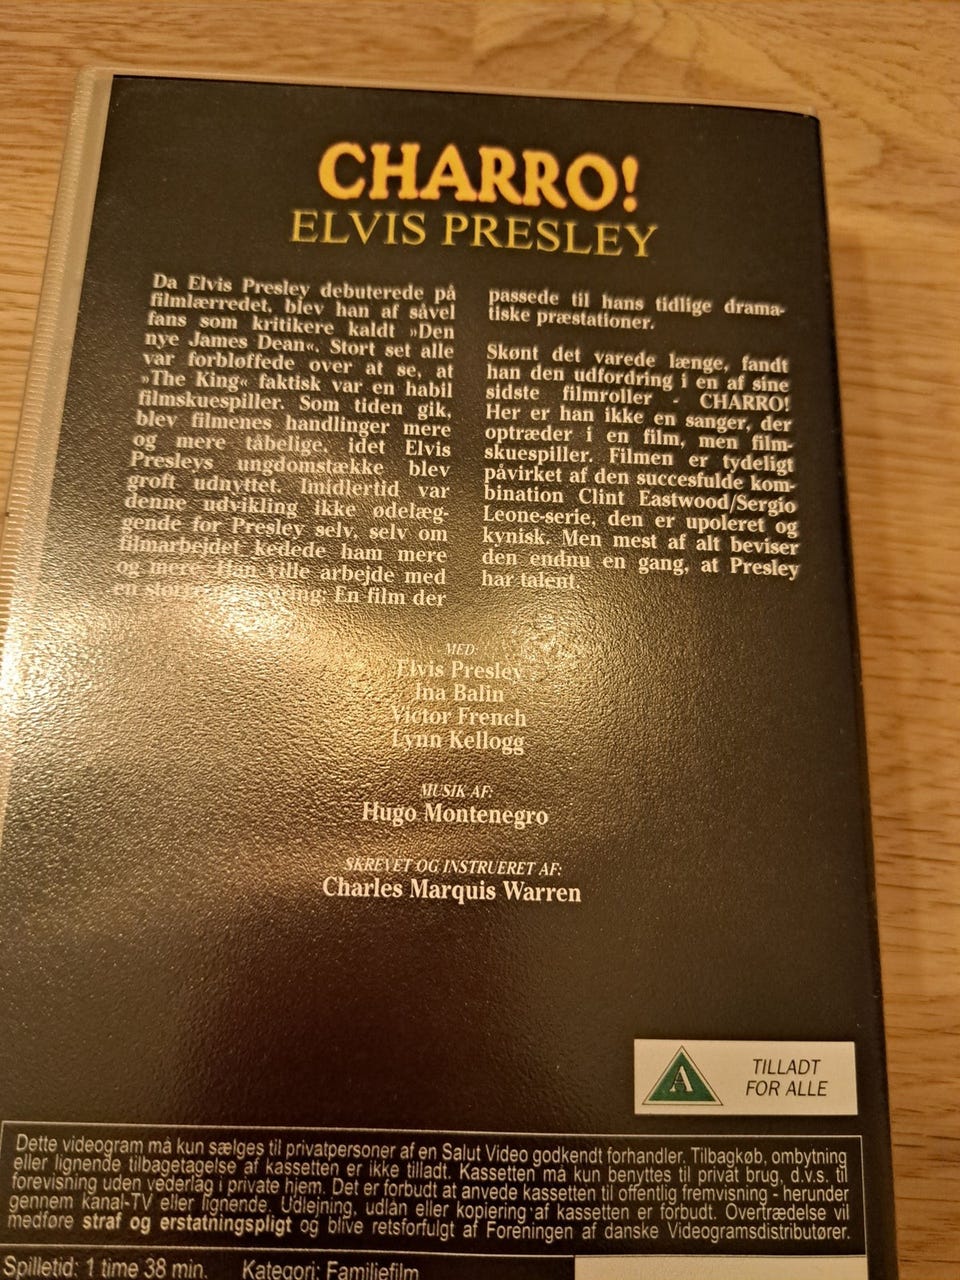 CHARRO!
ELVIS PRESLEY
Da Elvis Presley debuterede på
filmlærredet, blev han af såvel
fans som kritikere kaldt »Den
nye James Dean«. Stort set alle
var forbløffede over at se, at
»The King« faktisk var en habil
filmskuespiller. Som tiden gik,
blev filmenes handlinger mere
og mere tåbelige, idet Elvis
Presleys ungdomstække blev
groft udnyttet. Imidlertid var
denne udvikling ikke ødelæg-
gende for Presley selv, selv om
filmarbejdet kedede ham mere
og mere. Han ville arbejde med
en En film der
passede til hans tidlige drama-
tiske præstationer.
Skønt det varede længe, fandt
han den udfordring i en af sine
sidste filmroller - CHARRO!
Her er han ikke en sanger, der
optræder i en film, men film-
skuespiller. Filmen er tydeligt
påvirket af den succesfulde kom-
bination Clint Eastwood/Sergio
Leone-serie, den er upoleret og
kynisk. Men mest af alt beviser
den endnu en gang, at Presley
har talent.
MED:
Elvis Presley
Ina Balin
Victor French
Lynn Kellogg
MUSIK AF:
Hugo Montenegro
SKREVET OG INSTRUERET AF:
Charles Marquis Warren
A
TILLADT
FOR ALLE
Dette videogram må kun sælges til privatpersoner af en Salut Video godkendt forhandler. Tilbagkøb, ombytning
eller lignende tilbagetagelse af kassetten er ikke tilladt. Kassetten må kun benyttes til privat brug, d.v.s. til
forevisning uden vederlag i private hjem. Det er forbudt at anvede kassetten til offentlig fremvisning - herunder
gennem kanal-TV eller lignende. Udlejning, udlån eller kopiering af kassetten er forbudt. Overtrædelse vil
medføre straf og erstatningspligt og blive retsforfulgt af Foreningen af danske Videogramsdistributører.
Spilletid: 1 time 38 min. Kategori: Familiefilm